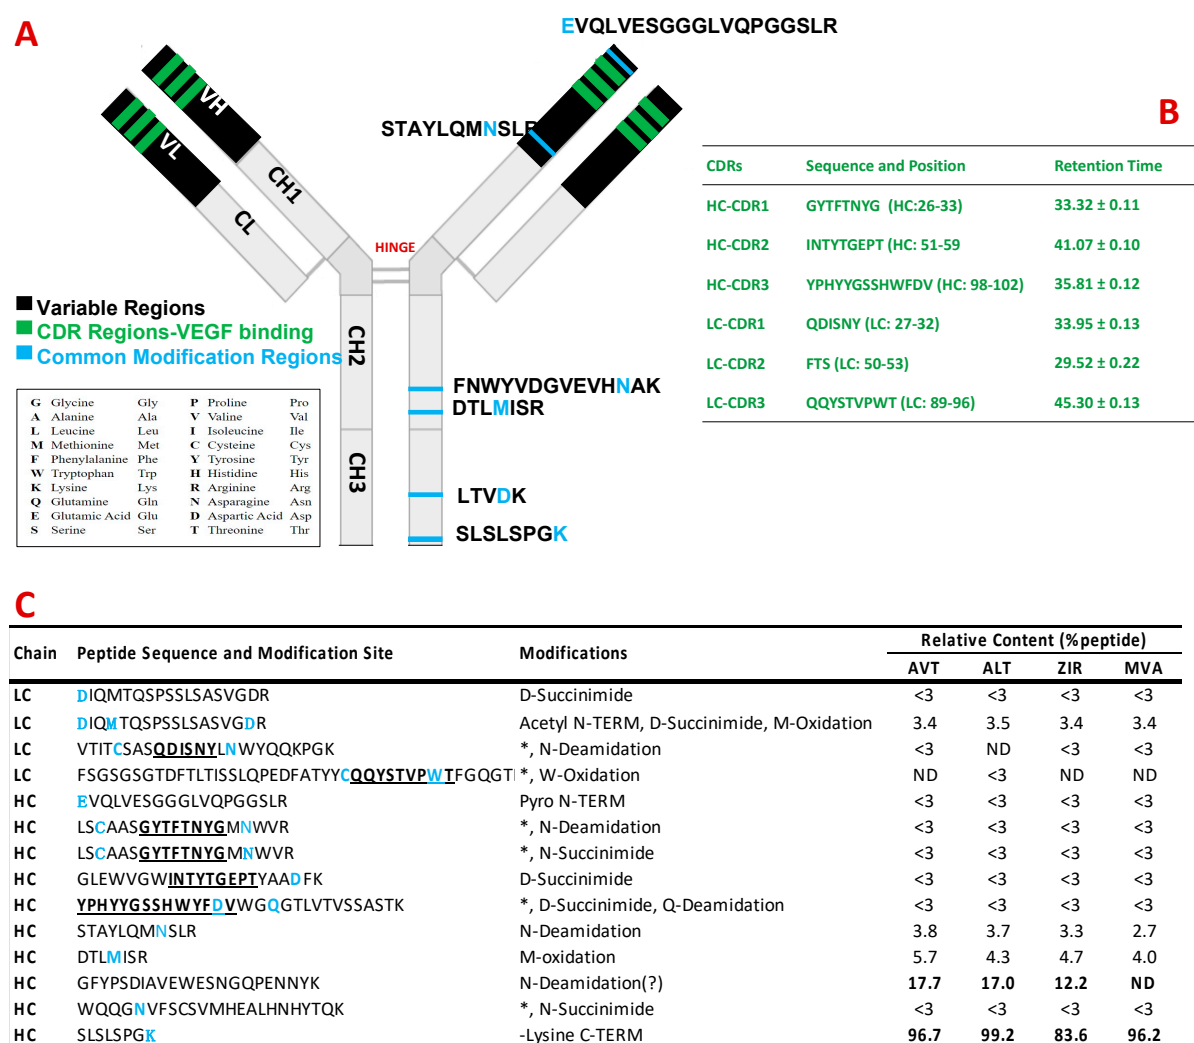 A
EVQLVESGGGLVQPGGSLR
STAYLQMNSLR
VH
VL
CH1
CL
HINGE
Variable Regions
CDR Regions-VEGF binding
Common Modification Regions
CH2
CH3
FNWYVDGVEVHNAK
DTLMISR
LTVDK
SLSLSPGK
G Glycine Gly P Proline Pro
A Alanine Ala V Valine Val
L Leucine Leu I Isoleucine Ile
M Methionine Met C Cysteine Cys
F Phenylalanine Phe Y Tyrosine Tyr
W Tryptophan Trp H Histidine His
K Lysine Lys R Arginine Arg
Q Glutamine Gln N Asparagine Asn
E Glutamic Acid Glu D Aspartic Acid Asp
S Serine Ser T Threonine Thr
B
CDRs Sequence and Position Retention Time
HC-CDR1 GYTFTNYG (HC:26-33) 33.32 ± 0.11
HC-CDR2 INTYTGEPT (HC: 51-59 41.07 ± 0.10
HC-CDR3 YPHYYGSSHWFDV (HC: 98-102) 35.81 ± 0.12
LC-CDR1 QDISNY (LC: 27-32) 33.95 ± 0.13
LC-CDR2 FTS (LC: 50-53) 29.52 ± 0.22
LC-CDR3 QQYSTVPWT (LC: 89-96) 45.30 ± 0.13
C
Relative Content (%peptide)
Chain Peptide Sequence and Modification Site Modifications AVT ALT ZIR MVA
LC DIQMTQSPSSLSASVGDR D-Succinimide <3 <3 <3 <3
LC DIQMTQSPSSLSASVGDR Acetyl N-TERM, D-Succinimide, M-Oxidation 3.4 3.5 3.4 3.4
LC VTITCSASQDISNYLNWYQQKPGK *, N-Deamidation <3 ND <3 <3
LC FSGSGSGTDFTLTISSLQPEDFATYYCQQYSTVPWTFGQGT *, W-Oxidation ND <3 ND ND
HC EVQLVESGGGLVQPGGSLR Pyro N-TERM <3 <3 <3 <3
HC LSCAASGYTFTNYGMNWVR *, N-Deamidation <3 <3 <3 <3
HC LSCAASGYTFTNYGMNWVR *, N-Succinimide <3 <3 <3 <3
HC GLEWVGWINTYTGEPTYAADFK D-Succinimide <3 <3 <3 <3
HC YPHYYGSSHWYFDVWGQGTLVTVSSASTK *, D-Succinimide, Q-Deamidation <3 <3 <3 <3
HC STAYLQMNSLR N-Deamidation 3.8 3.7 3.3 2.7
HC DTLMISR M-oxidation 5.7 4.3 4.7 4.0
HC GFYPSDIAVEWESNGQPENNYK N-Deamidation(?) 17.7 17.0 12.2 ND
HC WQQGNVFSCSVMHEALHNHYTQK *, N-Succinimide <3 <3 <3 <3
HC SLSLSPGK -Lysine C-TERM 96.7 99.2 83.6 96.2